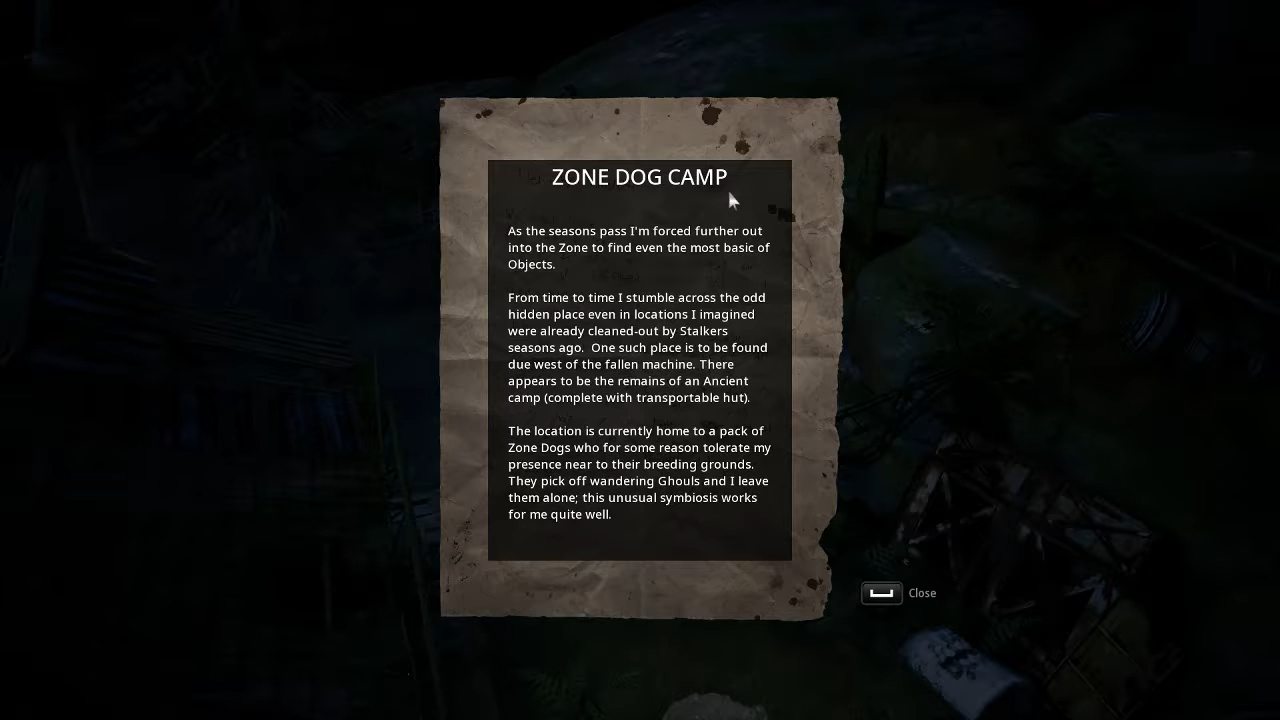 ZONE DOG CAMP
As the seasons pass I'm forced further out
into the Zone to find even the most basic of
Objects.
From time to time I stumble across the odd
hidden place even in locations I imagined
were already cleaned-out by Stalkers
seasons ago.  One such place is to be found
due west of the fallen machine. There
appears to be the remains of an Ancient
camp (complete with transportable hut).
The location is currently home to a pack of
Zone Dogs who for some reason tolerate my
presence near to their breeding grounds.
They pick off wandering Ghouls and I leave
them alone; this unusual symbiosis works
for me quite well.
Close